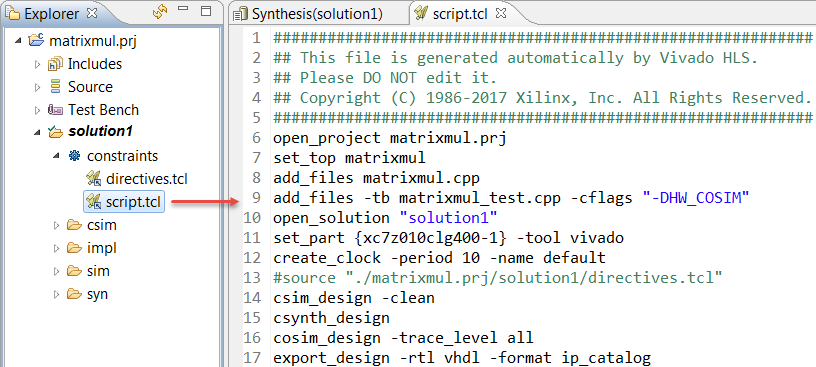 Explorer
matrixmul.prj
Includes
Source
Test Bench
solution1
constraints
directives.tcl
script.tcl
csim
impl
sim
syn
Synthesis(solution1)
script.tcl
1 ############################################################
2 ## This file is generated automatically by Vivado HLS.
3 ## Please DO NOT edit it.
4 ## Copyright (C) 1986-2017 Xilinx, Inc. All Rights Reserved.
5 ############################################################
6 open_project matrixmul.prj
7 set_top matrixmul
8 add_files matrixmul.cpp
9 add_files -tb matrixmul_test.cpp -cflags "-DHW_COSIM"
10 open_solution "solution1"
11 set_part {xc7z010clg400-1} -tool vivado
12 create_clock -period 10 -name default
13 #source "./matrixmul.prj/solution1/directives.tcl"
14 csim_design -clean
15 csynth_design
16 cosim_design -trace_level all
17 export_design -rtl vhdl -format ip_catalog